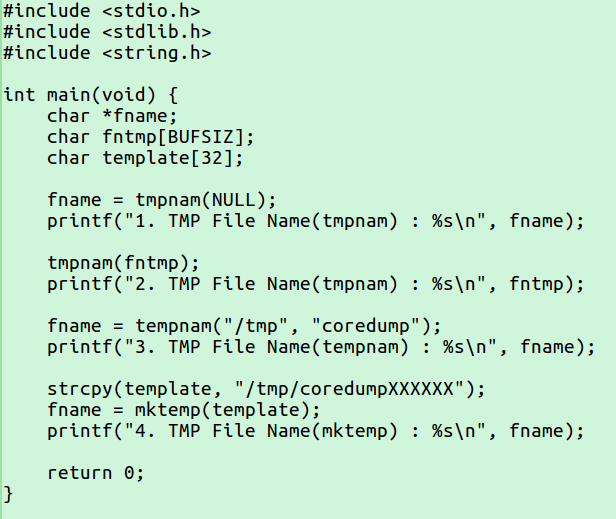 #include <stdio.h>
#include <stdlib.h>
#include <string.h>

int main(void) {
    char *fname;
    char fntmp[BUFSIZ];
    char template[32];

    fname = tmpnam(NULL);
    printf("1. TMP File Name(tmpnam) : %s\n", fname);

    tmpnam(fntmp);
    printf("2. TMP File Name(tmpnam) : %s\n", fntmp);

    fname = tempnam("/tmp", "coredump");
    printf("3. TMP File Name(tempnam) : %s\n", fname);

    strcpy(template, "/tmp/coredumpXXXXXX");
    fname = mktemp(template);
    printf("4. TMP File Name(mktemp) : %s\n", fname);

    return 0;
}